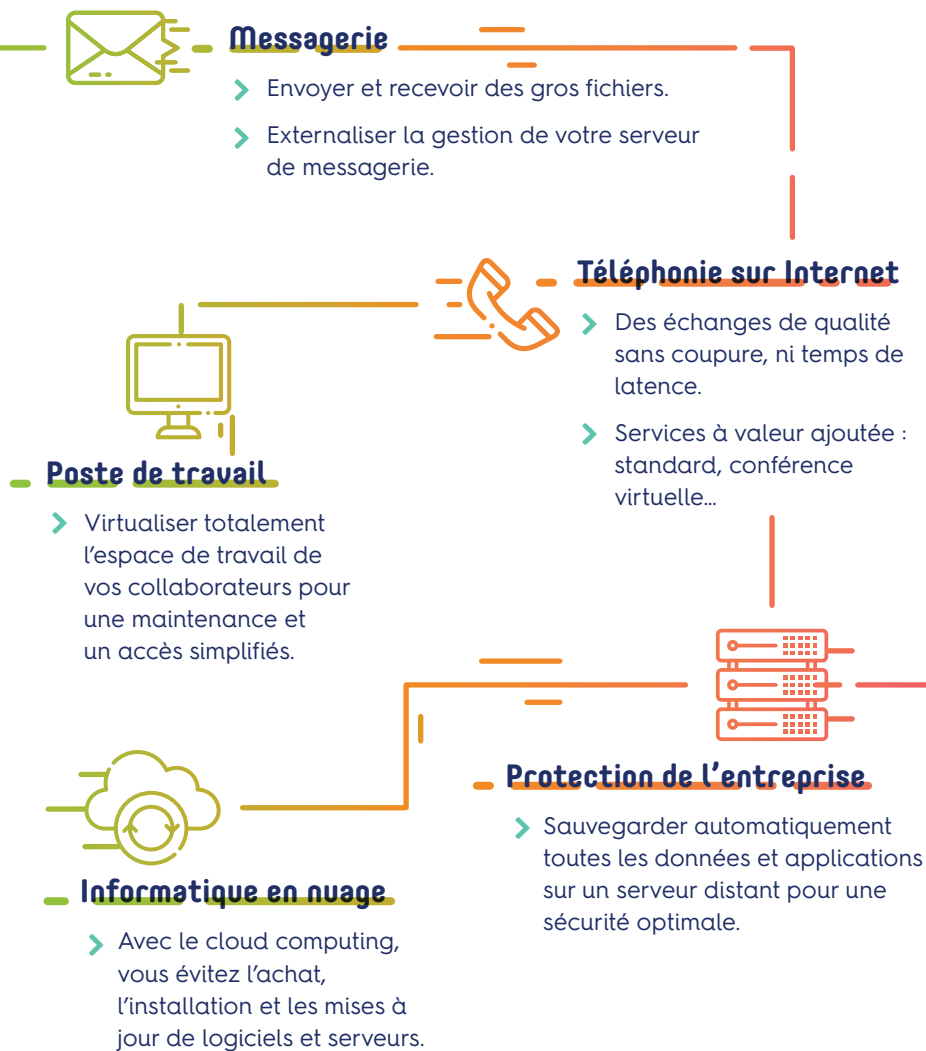 Messagerie
Envoyer et recevoir des gros fichiers.
Externaliser la gestion de votre serveur
de messagerie.
Téléphonie sur Internet
Des échanges de qualité
sans coupure, ni temps de
latence.
Services à valeur ajoutée :
standard, conférence
virtuelle...
Poste de travail
Virtualiser totalement
l’espace de travail de
vos collaborateurs pour
une maintenance et
un accès simplifiés.
Protection de l’entreprise
Sauvegarder automatiquement
toutes les données et applications
sur un serveur distant pour une
sécurité optimale.
Informatique en nuage
Avec le cloud computing,
vous évitez l’achat,
l’installation et les mises à
jour de logiciels et serveurs.